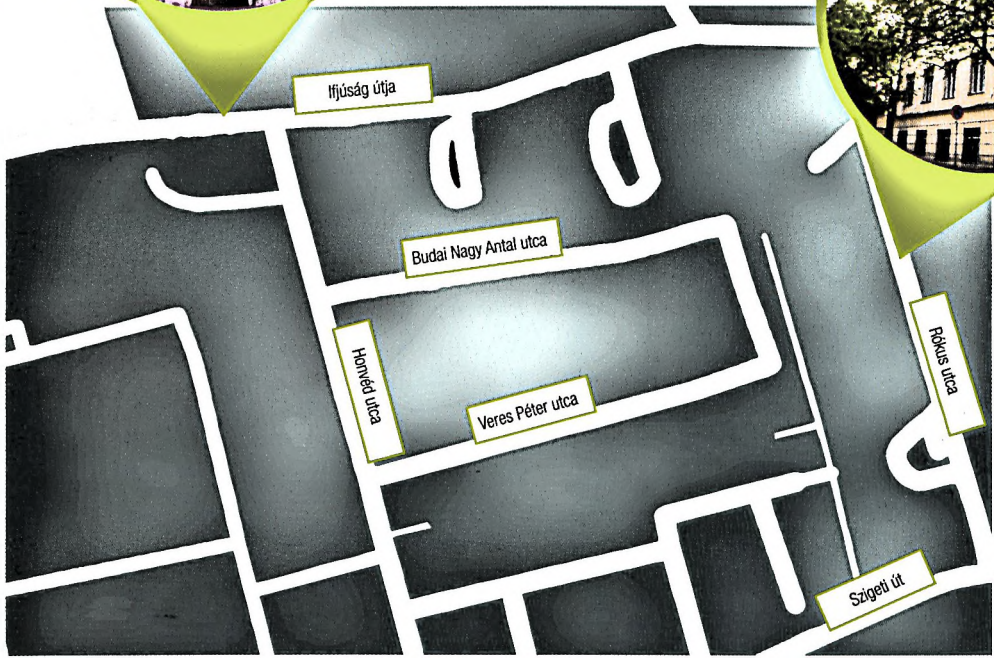 Ifjúság útja
Budai Nagy Antal utca
Honvéd utca
Rókus utca
Veres Péter utca
Szigeti út